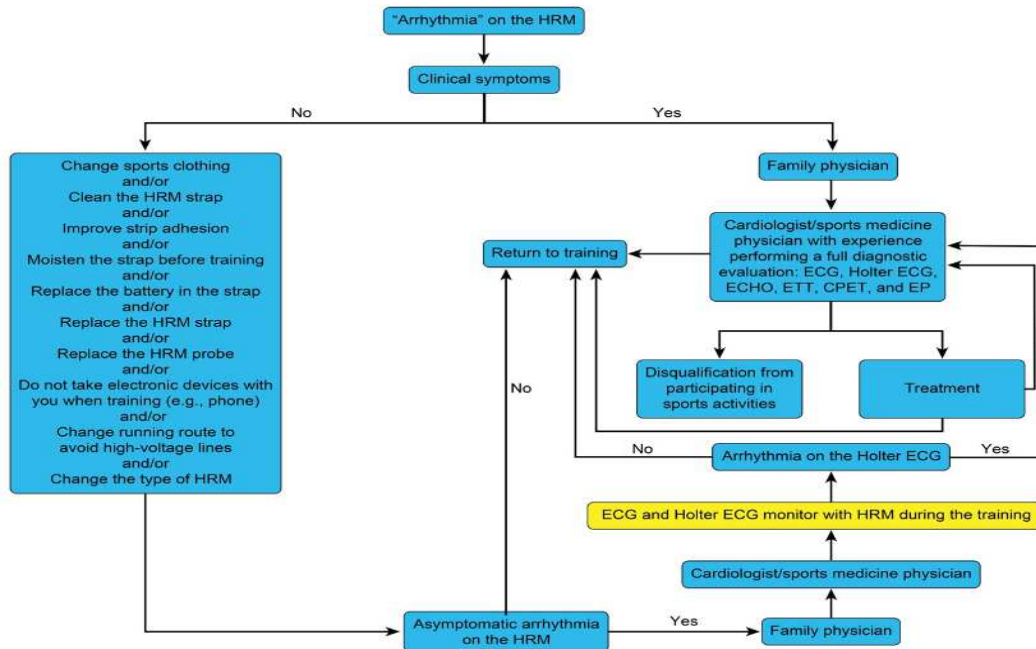 “Arrhythmia” on the HRM
Clinical symptoms
No
Yes
Change sports clothing
and/or
Clean the HRM strap
and/or
Improve strip adhesion
and/or
Moisten the strap before training
and/or
Replace the battery in the strap
and/or
Replace the HRM strap
and/or
Replace the HRM probe
and/or
Do not take electronic devices with
you when training (e.g., phone)
and/or
Change running route to
avoid high-voltage lines
and/or
Change the type of HRM
Family physician
Cardiologist/sports medicine
physician with experience
performing a full diagnostic
evaluation: ECG, Holter ECG,
ECHO, ETT, CPET, and EP
Return to training
Disqualification from
participating in
sports activities
Treatment
No
No
Arrhythmia on the Holter ECG
Yes
ECG and Holter ECG monitor with HRM during the training
Cardiologist/sports medicine physician
Asymptomatic arrhythmia
on the HRM
Yes
Family physician